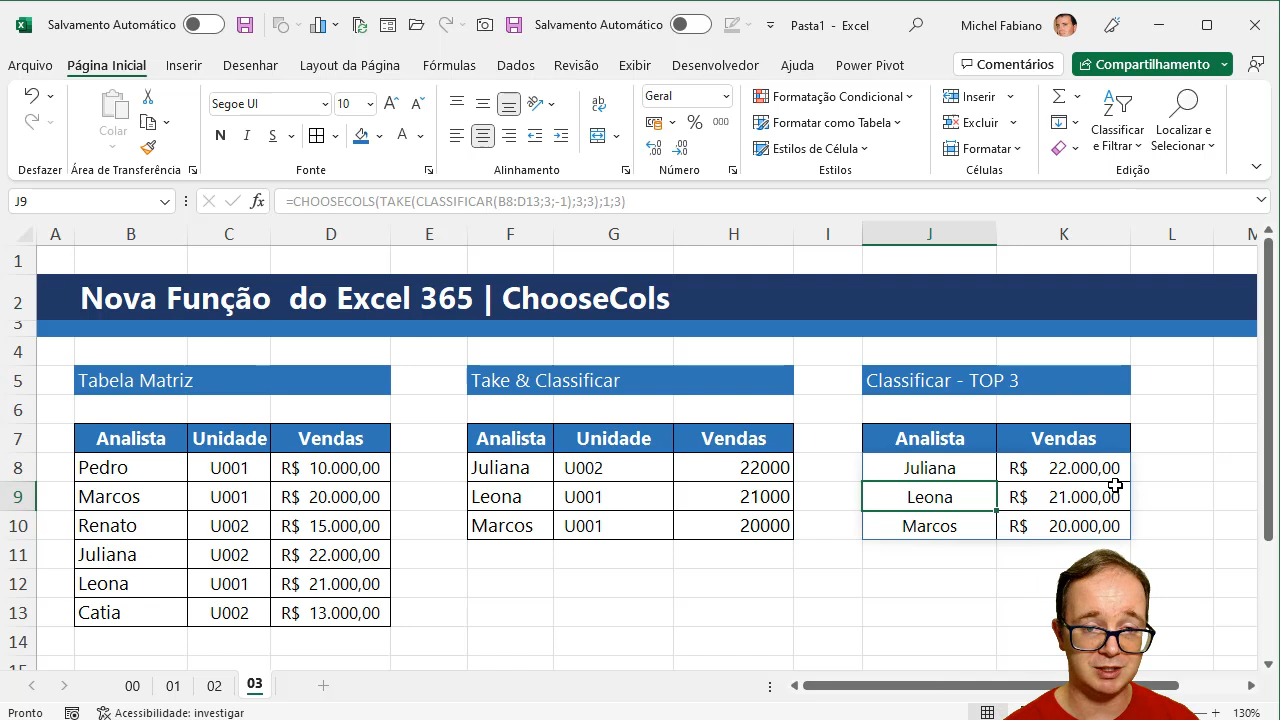 Salvamento Automático
Salvamento Automático
Pasta1 - Excel
Michel Fabiano
Arquivo Página Inicial Inserir Desenhar Layout da Página Fórmulas Dados Revisão Exibir Desenvolvedor Ajuda Power Pivot
Comentários
Compartilhamento
Colar
Segoe UI 10
N I S A
ab
Geral
% 000
Formatação Condicional
Formatar como Tabela
Estilos de Célula
Inserir
Excluir
Formatar
Classificar e Filtrar
Localizar e Selecionar
Desfazer Área de Transferência Fonte Alinhamento Número Estilos Células Edição
J9 fx =CHOOSECOLS(TAKE(CLASSIFICAR(B8:D13;3;-1);3;3);1;3)
A B C D E F G H I J K L M
1
2 Nova Função do Excel 365 | ChooseCols
3
4
5 Tabela Matriz Take & Classificar Classificar - TOP 3
6
7 Analista Unidade Vendas Analista Unidade Vendas Analista Vendas
8 Pedro U001 R$ 10.000,00 Juliana U002 22000 Juliana R$ 22.000,00
9 Marcos U001 R$ 20.000,00 Leona U001 21000 Leona R$ 21.000,00
10 Renato U002 R$ 15.000,00 Marcos U001 20000 Marcos R$ 20.000,00
11 Juliana U002 R$ 22.000,00
12 Leona U001 R$ 21.000,00
13 Catia U002 R$ 13.000,00
14
00 01 02 03
Pronto Acessibilidade: investigar 130%